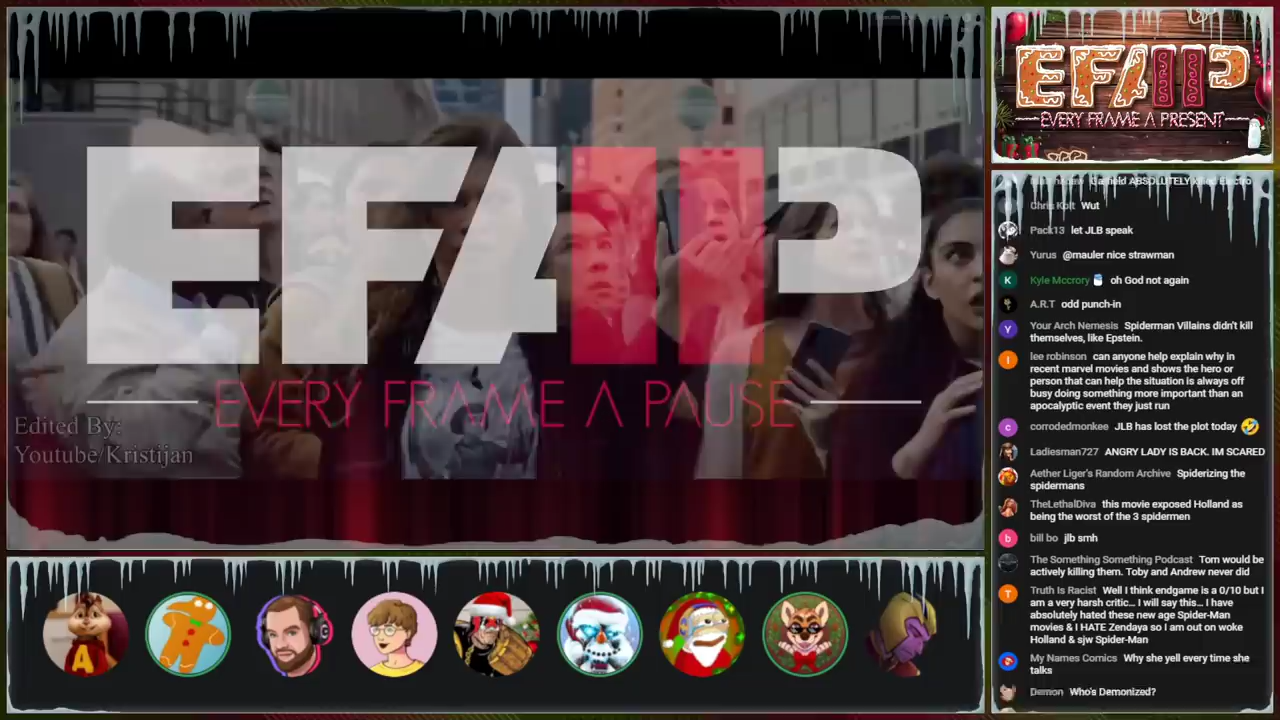 EFAP
EVERY FRAME A PAUSE
Edited By:
Youtube/Kristijan
A
EFAP
EVERY FRAME A PRESENT
ABSOLUTELY killed Electro
Chris Kolt Wut
Pack13 let JLB speak
Yurus @mauler nice strawman
K Kyle Mccrory oh God not again
A.R.T odd punch-in
Y Your Arch Nemesis Spiderman Villains didn't kill
themselves, like Epstein.
l lee robinson can anyone help explain why in
recent marvel movies and shows the hero or
person that can help the situation is always off
busy doing something more important than an
apocalyptic event they just run
c corrodedmonkee JLB has lost the plot today 🤣
Ladiesman727 ANGRY LADY IS BACK. IM SCARED
Aether Liger's Random Archive Spiderizing the
spidermans
TheLethalDiva this movie exposed Holland as
being the worst of the 3 spidermen
b bill bo jlb smh
The Something Something Podcast Tom would be
actively killing them. Toby and Andrew never did
T Truth Is Racist Well I think endgame is a 0/10 but I
am a very harsh critic... I will say this... I have
absolutely hated these new age Spider-Man
movies & I HATE Zendaya so I am out on woke
Holland & sjw Spider-Man
My Names Comics Why she yell every time she
talks
Demon Who's Demonized?